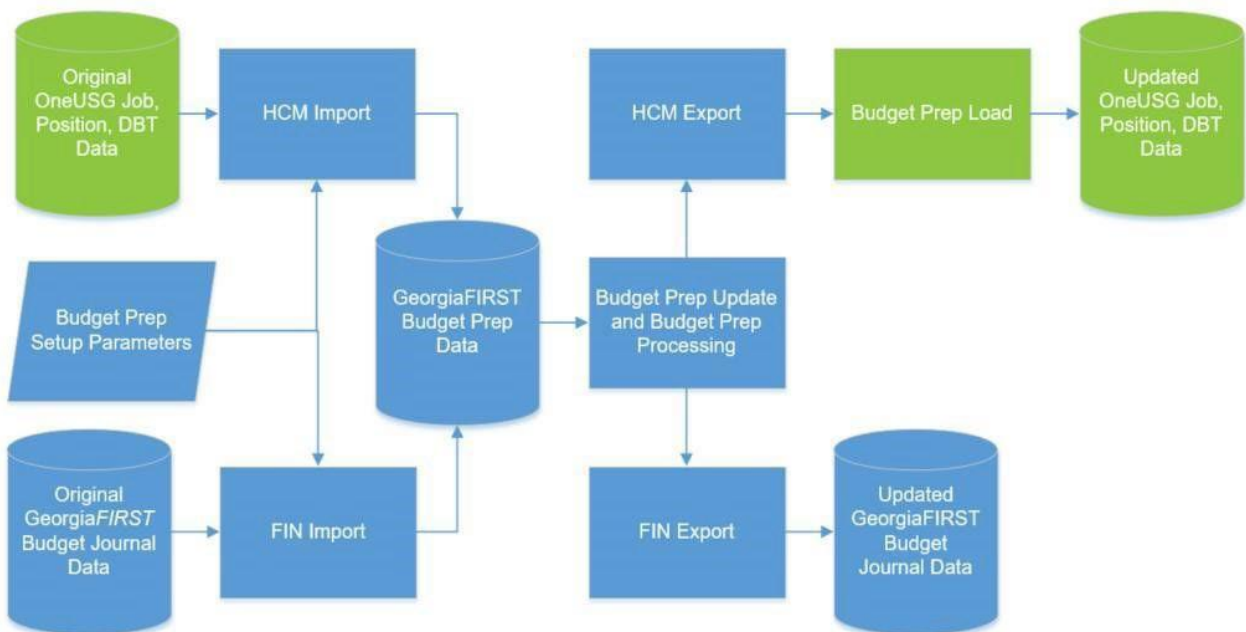 Original
OneUSG Job,
Position, DBT
Data
HCM Import
HCM Export
Budget Prep Load
Updated
OneUSG Job,
Position, DBT
Data
Budget Prep
Setup Parameters
GeorgiaFIRST
Budget Prep
Data
Budget Prep Update
and Budget Prep
Processing
Original
GeorgiaFIRST
Budget Journal
Data
FIN Import
FIN Export
Updated
GeorgiaFIRST
Budget
Journal Data